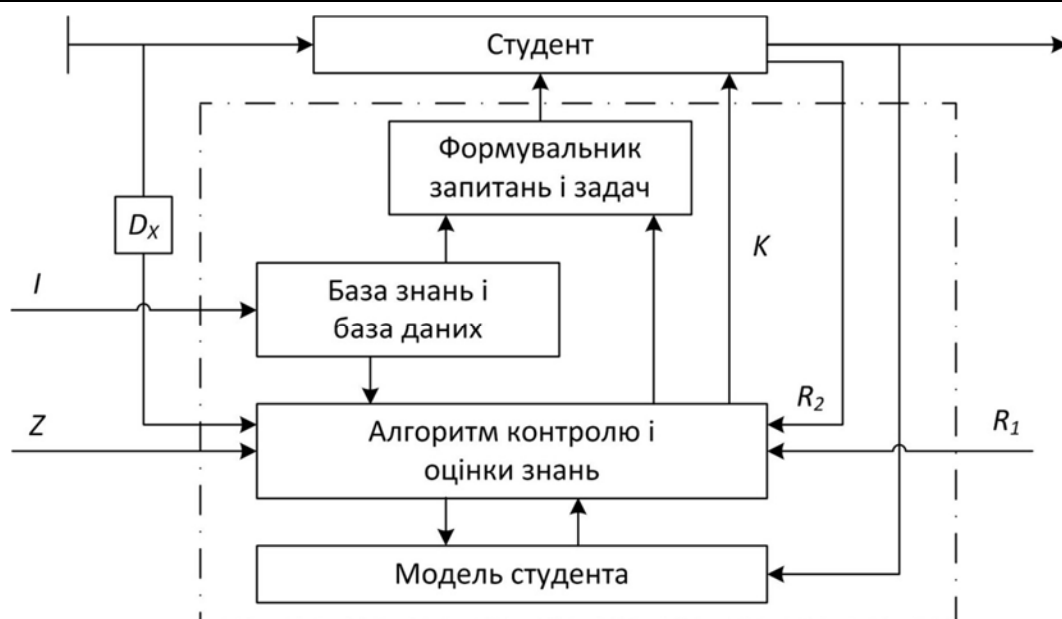 Студент
Формувальник
запитань і задач
D_X
K
I
База знань і
база даних
R_2
R_1
Z
Алгоритм контролю і
оцінки знань
Модель студента